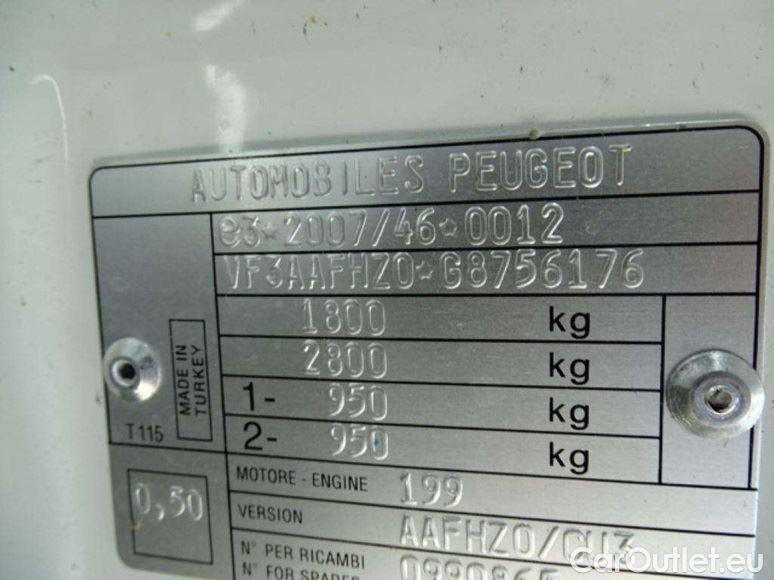 AUTOMOBILES PEUGEOT
e3*2007/46*0012
VF3AAFHZ0*G8756176
1800 kg
2800 kg
1- 950 kg
2- 950 kg
MADE IN TURKEY
T115
MOTORE - ENGINE 199
0,50
VERSION AAFHZ0/
N° PER RICAMBI
N° FOR SPARES
CarOutlet.eu